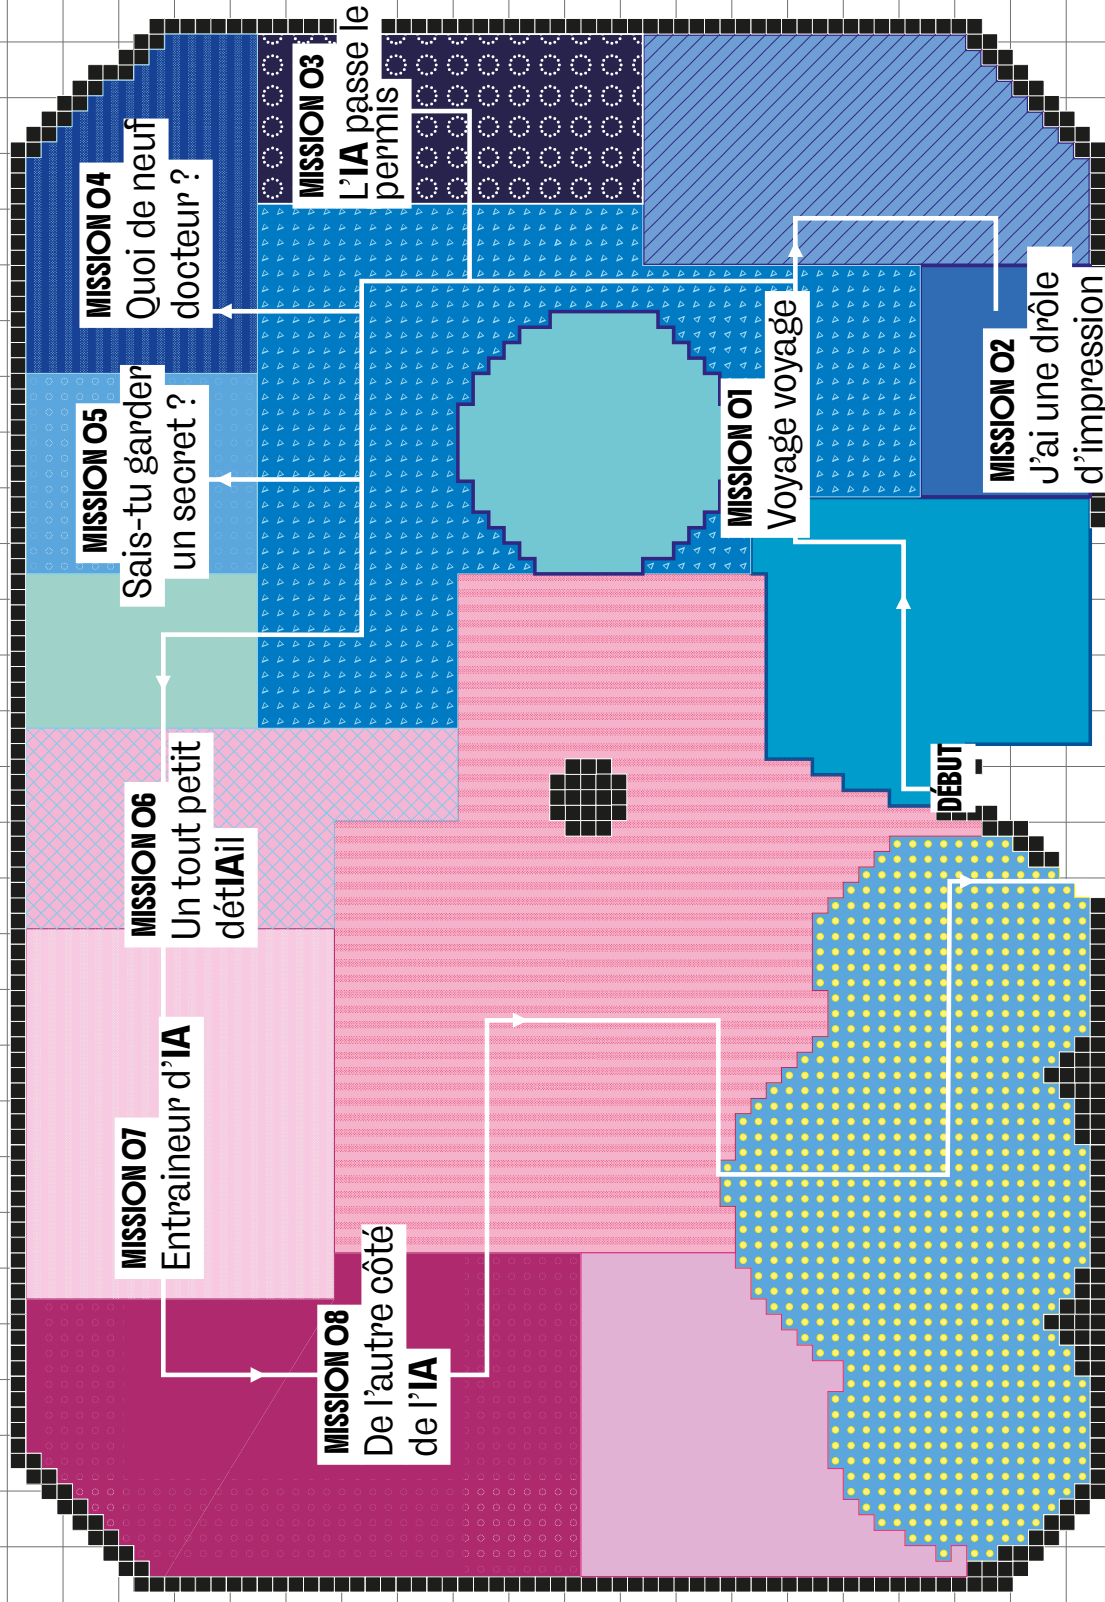 DÉBUT
MISSION 01
Voyage voyage
MISSION 02
J'ai une drôle
d'impression
MISSION 03
L'IA passe le
permis
MISSION 04
Quoi de neuf
docteur ?
MISSION 05
Sais-tu garder
un secret ?
MISSION 06
Un tout petit
détIAil
MISSION 07
Entraineur d'IA
MISSION 08
De l'autre côté
de l'IA